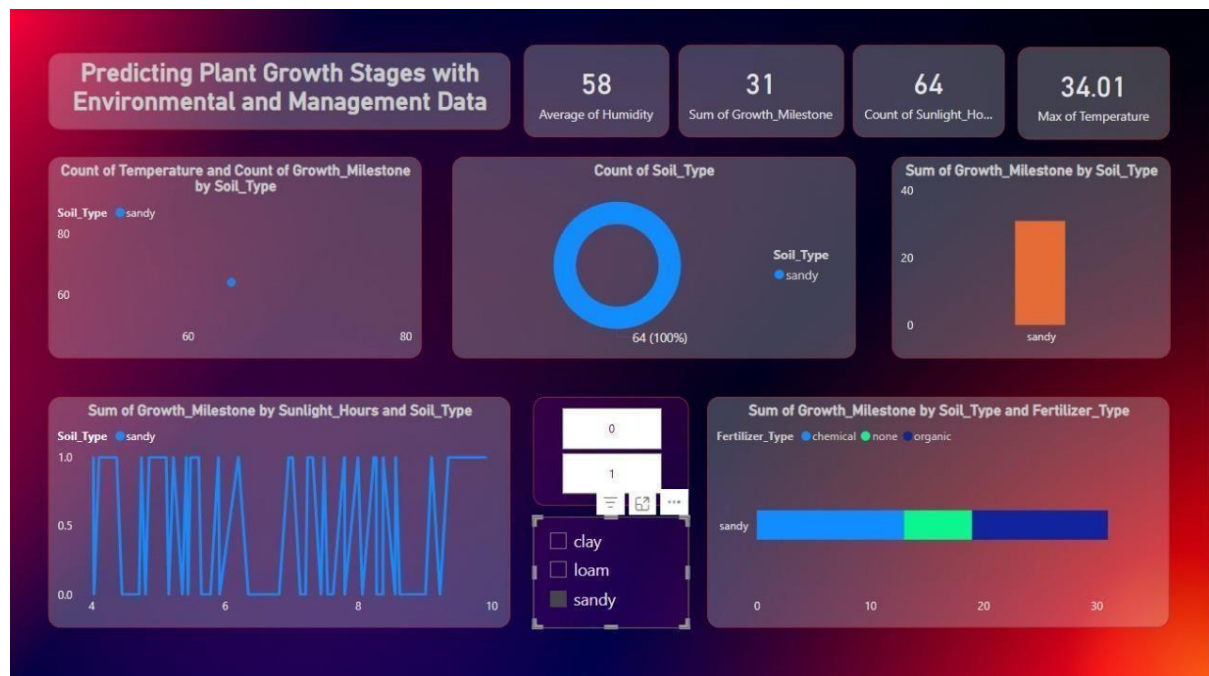 Predicting Plant Growth Stages with
Environmental and Management Data
58
Average of Humidity
31
Sum of Growth_Milestone
64
Count of Sunlight_Ho...
34.01
Max of Temperature
Count of Temperature and Count of Growth_Milestone
by Soil_Type
Soil_Type sandy
80
60
60 80
Count of Soil_Type
Soil_Type
sandy
64 (100%)
Sum of Growth_Milestone by Soil_Type
40
20
0
sandy
Sum of Growth_Milestone by Sunlight_Hours and Soil_Type
Soil_Type sandy
1.0
0.5
0.0
4 6 8 10
0
1
clay
loam
sandy
Sum of Growth_Milestone by Soil_Type and Fertilizer_Type
Fertilizer_Type chemical none organic
sandy
0 10 20 30